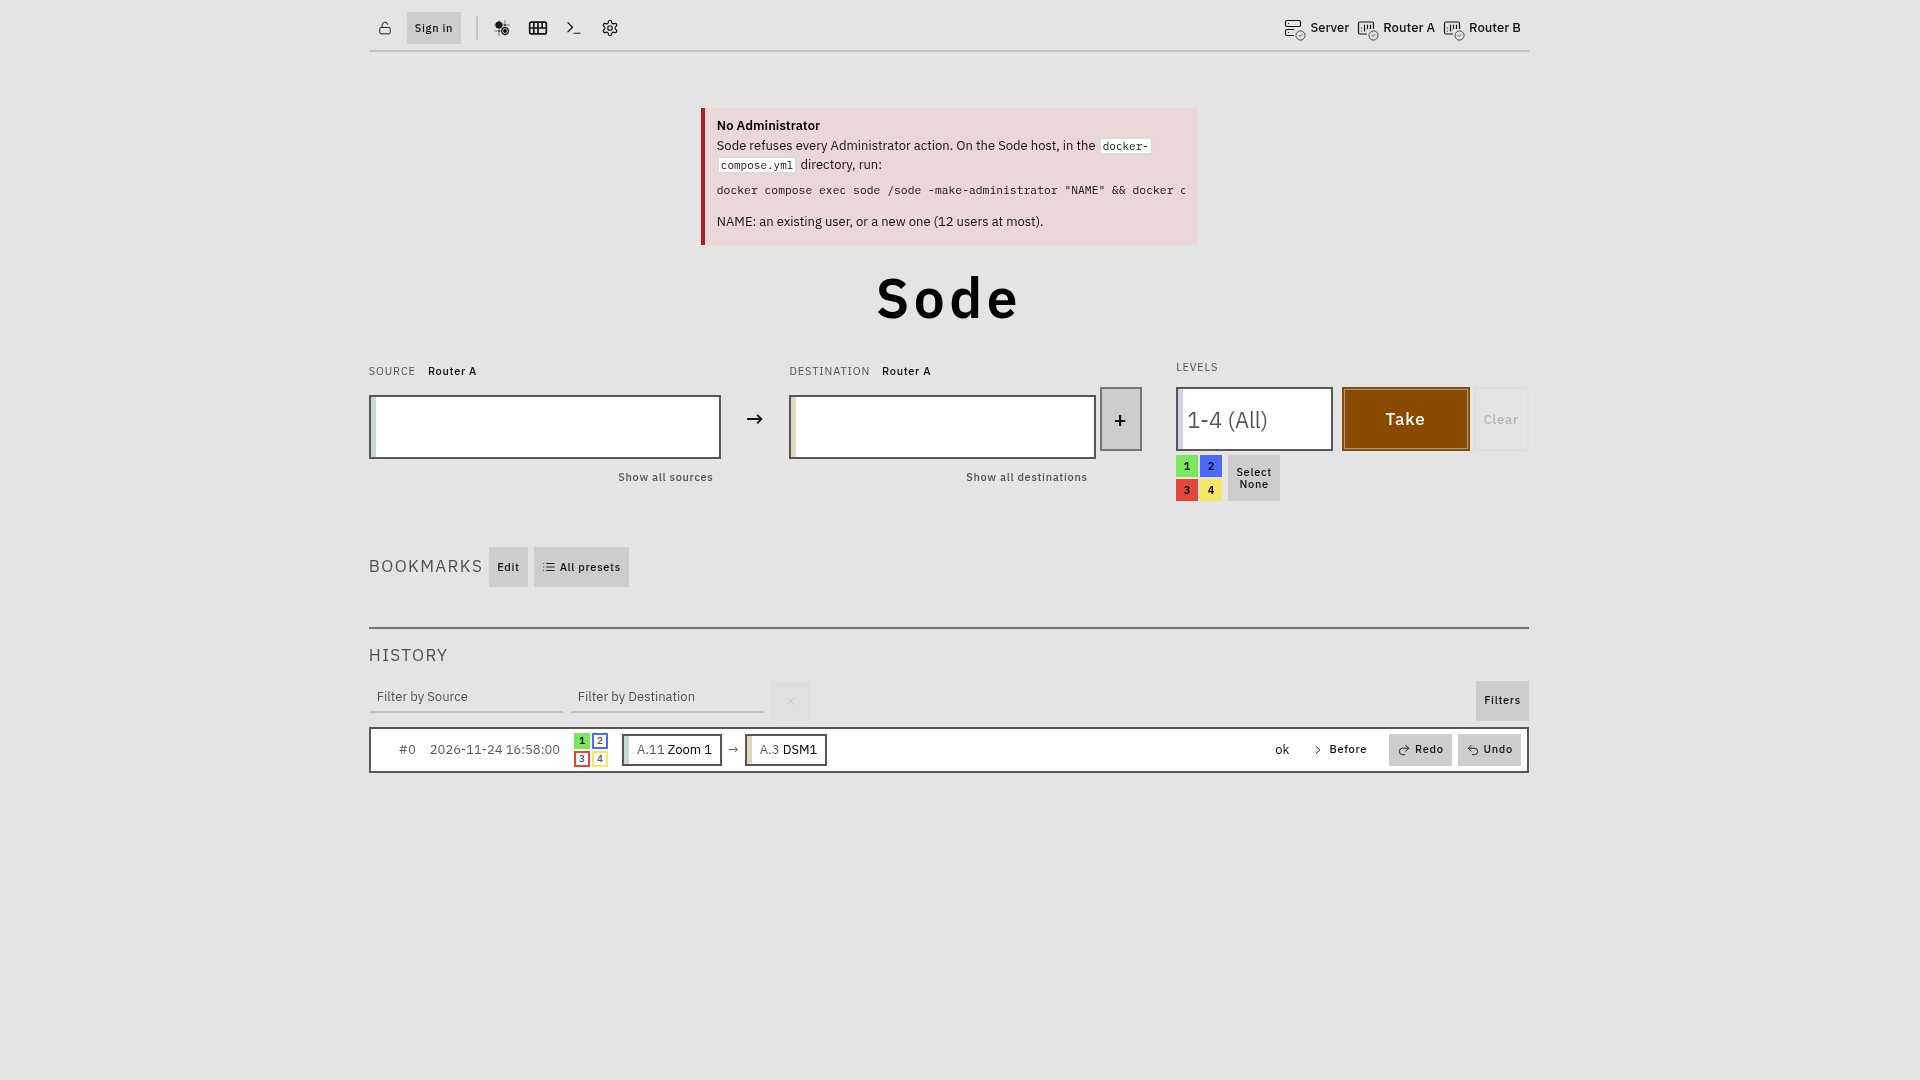 Sign in
Server Router A Router B
No Administrator
Sode refuses every Administrator action. On the Sode host, in the docker-
compose.yml directory, run:
docker compose exec sode /sode -make-administrator "NAME" && docker c
NAME: an existing user, or a new one (12 users at most).
Sode
SOURCE Router A
DESTINATION Router A
LEVELS
→
+
1-4 (All)
Take
Clear
Show all sources
Show all destinations
1 2
3 4
Select
None
BOOKMARKS Edit All presets
HISTORY
Filter by Source Filter by Destination × Filters
#0 2026-11-24 16:58:00 1 2 3 4 A.11 Zoom 1 → A.3 DSM1 ok > Before Redo Undo